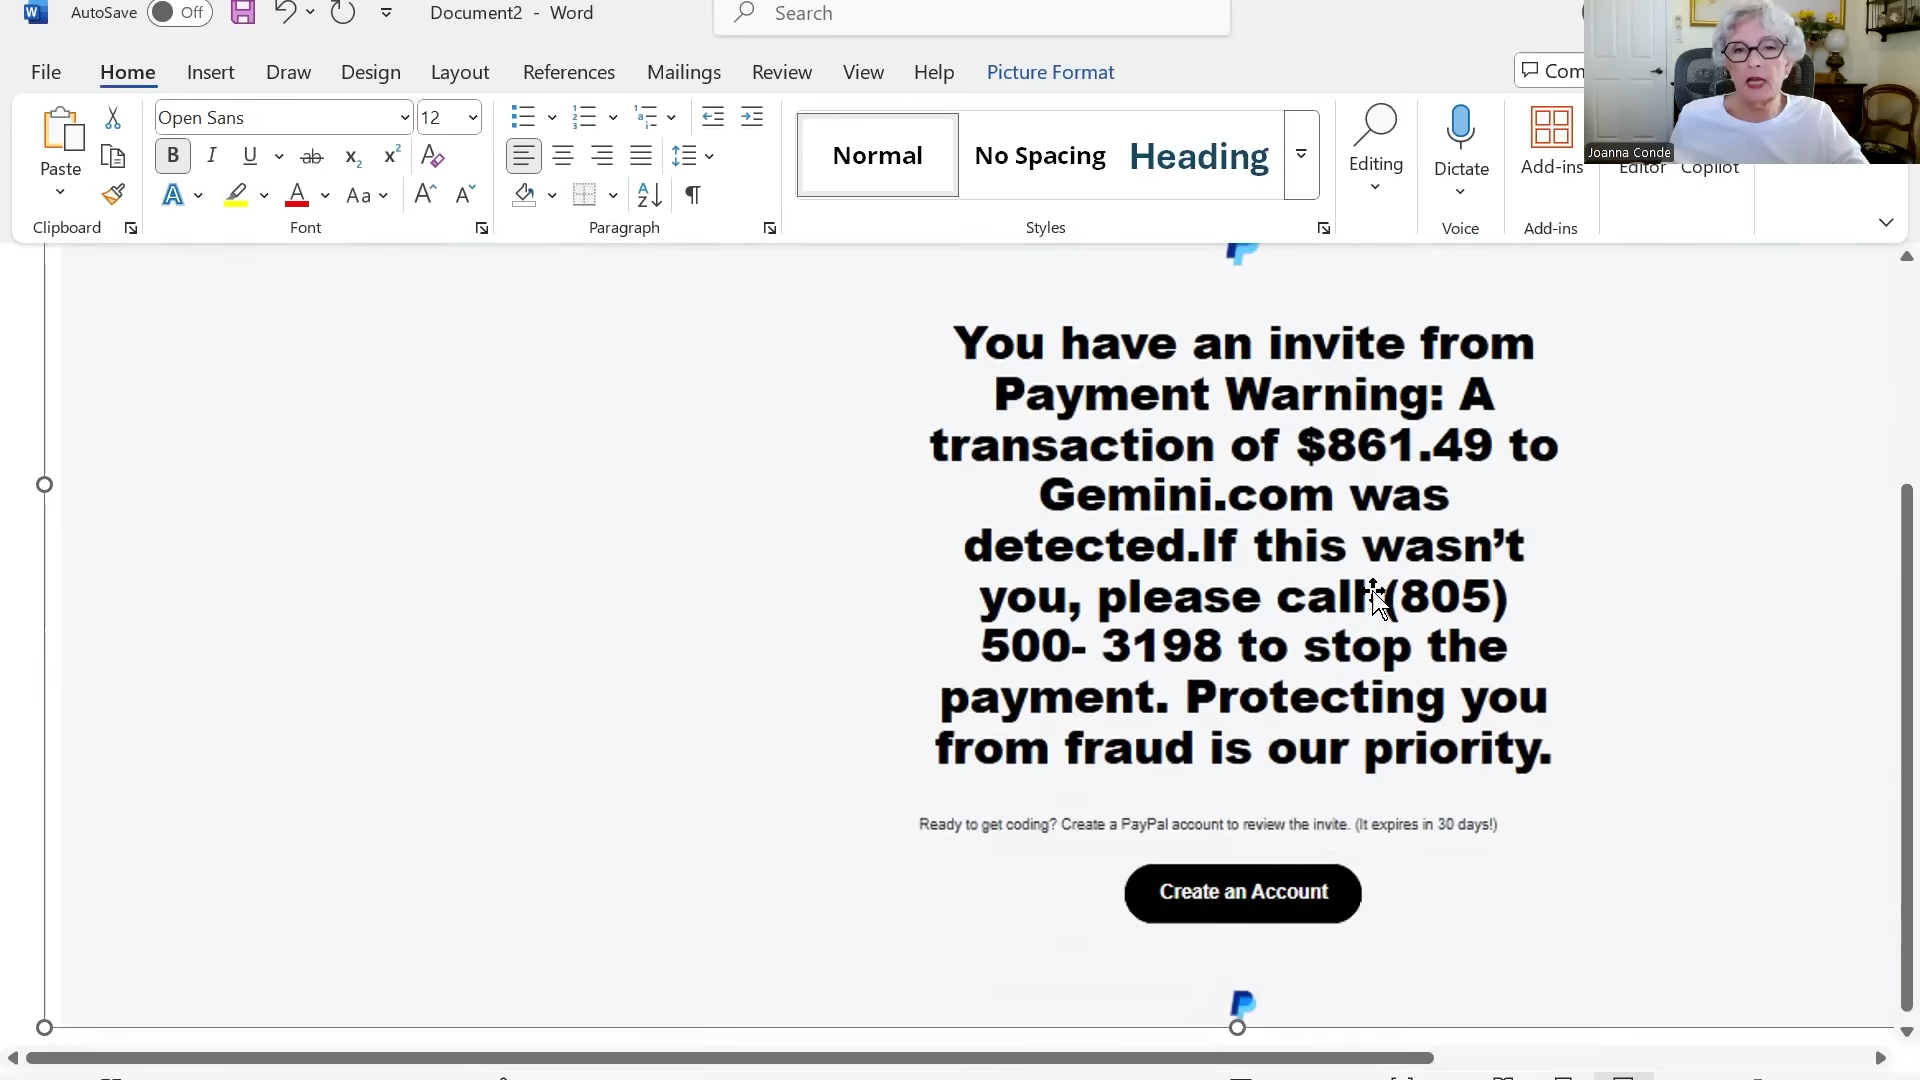 AutoSave Off Document2 - Word Search
File Home Insert Draw Design Layout References Mailings Review View Help Picture Format Com
Open Sans 12
Paste
B I U ab x₂ x² A
A A Aa A A
Normal No Spacing Heading
Editing Dictate Add-ins Editor Copilot
Clipboard Font Paragraph Styles Voice Add-ins
Joanna Conde
You have an invite from
Payment Warning: A
transaction of $861.49 to
Gemini.com was
detected.If this wasn’t
you, please call (805)
500- 3198 to stop the
payment. Protecting you
from fraud is our priority.
Ready to get coding? Create a PayPal account to review the invite. (It expires in 30 days!)
Create an Account